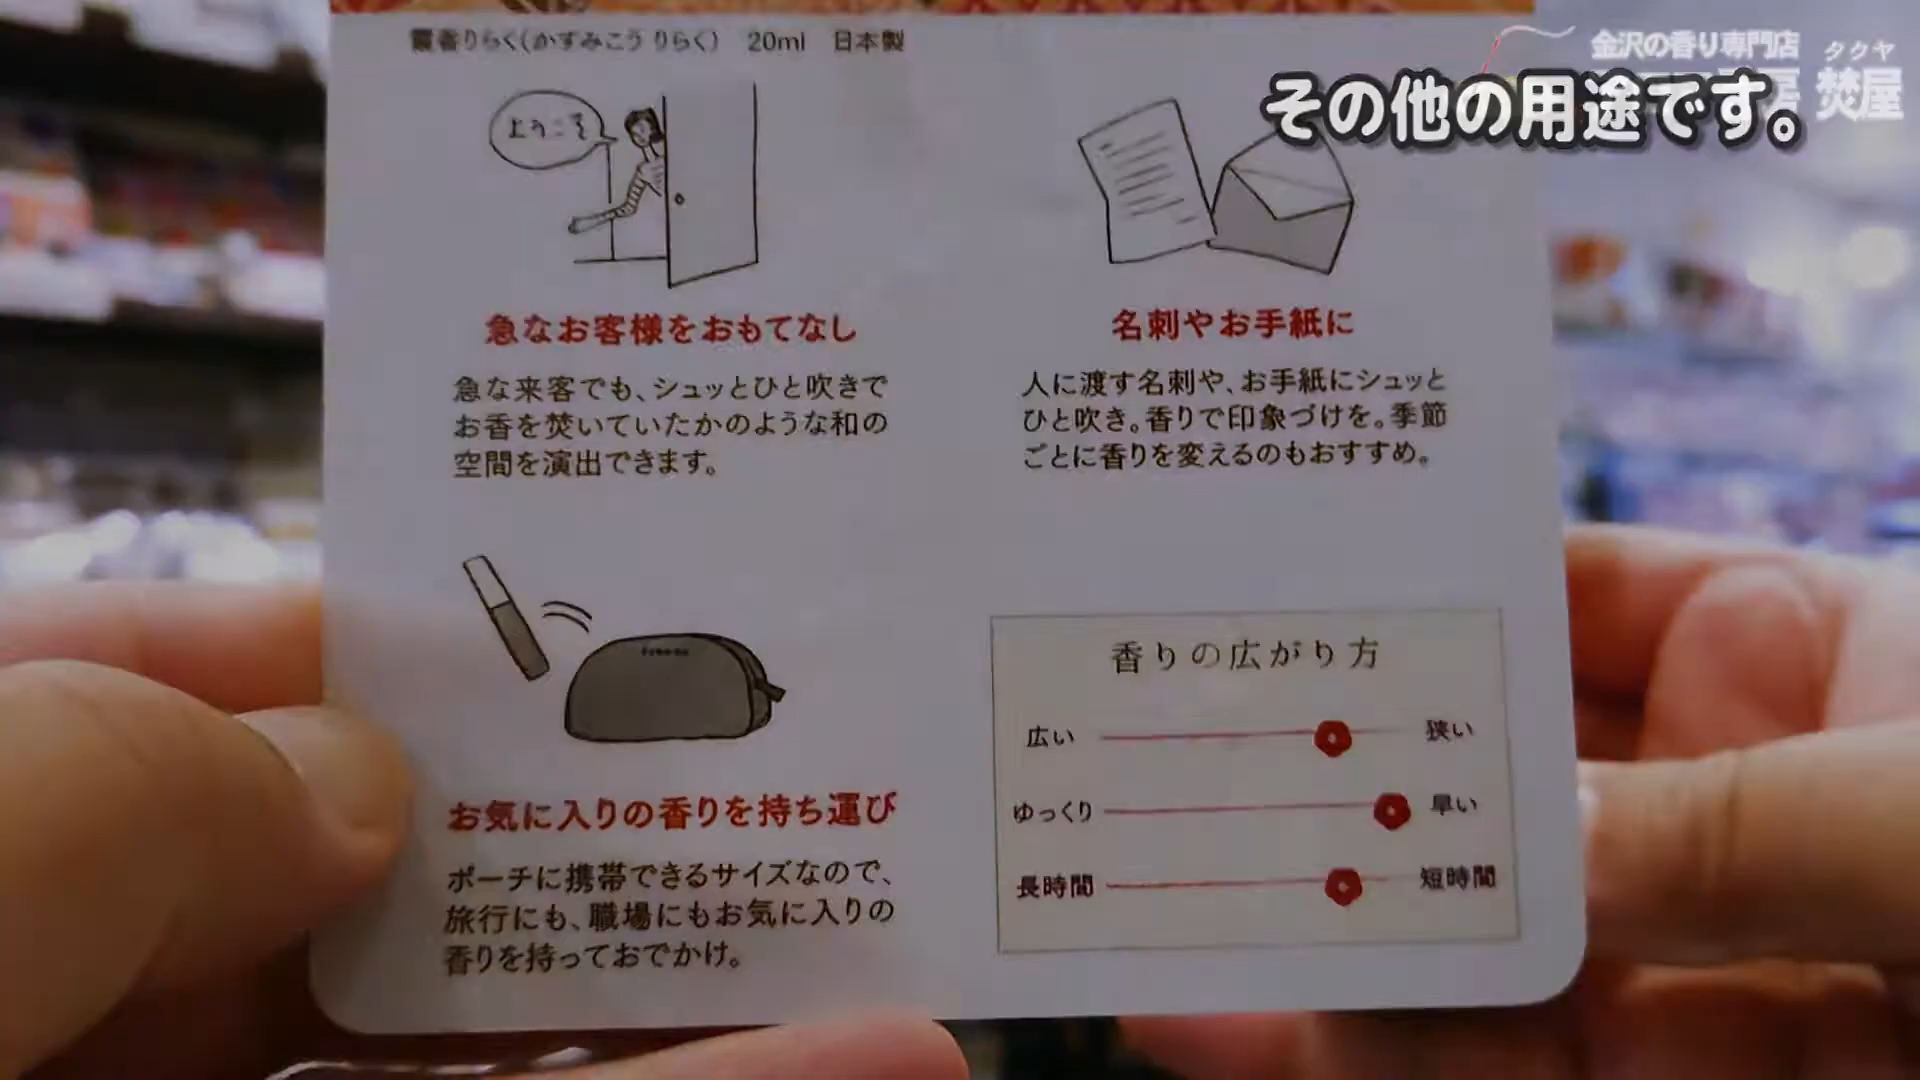 霞香りらく(かすみこう りらく) 20ml 日本製
金沢の香り専門店
タクヤ
焚屋
その他の用途です。
ようこそ
急なお客様をおもてなし
急な来客でも、シュッとひと吹きで
お香を焚いていたかのような和の
空間を演出できます。
名刺やお手紙に
人に渡す名刺や、お手紙にシュッと
ひと吹き。香りで印象づけを。季節
ごとに香りを変えるのもおすすめ。
お気に入りの香りを持ち運び
ポーチに携帯できるサイズなので、
旅行にも、職場にもお気に入りの
香りを持っておでかけ。
香りの広がり方
広い 狭い
ゆっくり 早い
長時間 短時間